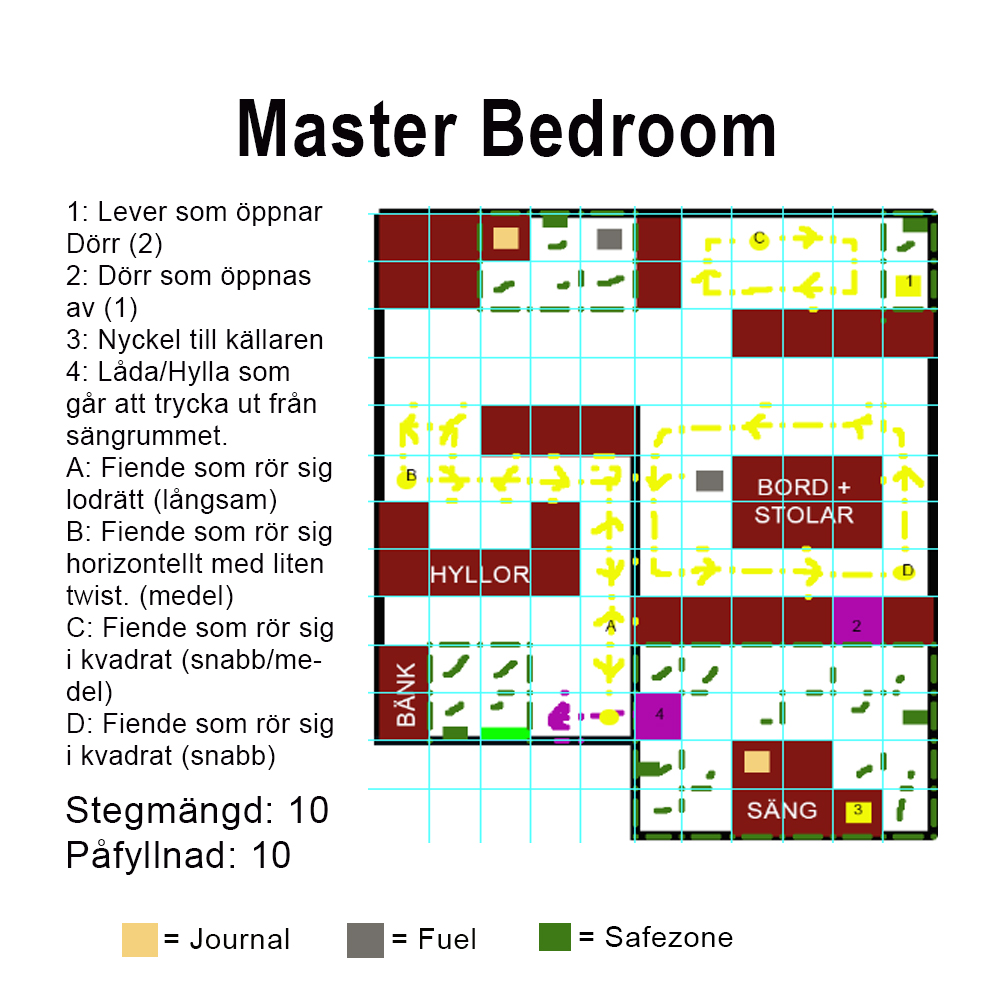 Master Bedroom
1: Lever som öppnar
Dörr (2)
2: Dörr som öppnas
av (1)
3: Nyckel till källaren
4: Låda/Hylla som
går att trycka ut från
sängrummet.
A: Fiende som rör sig
lodrätt (långsam)
B: Fiende som rör sig
horizontellt med liten
twist. (medel)
C: Fiende som rör sig
i kvadrat (snabb/me-
del)
D: Fiende som rör sig
i kvadrat (snabb)
Stegmängd: 10
Påfyllnad: 10
C
1
B
BORD +
STOLAR
HYLLOR
D
A
2
BÄNK
4
SÄNG
3
= Journal
= Fuel
= Safezone